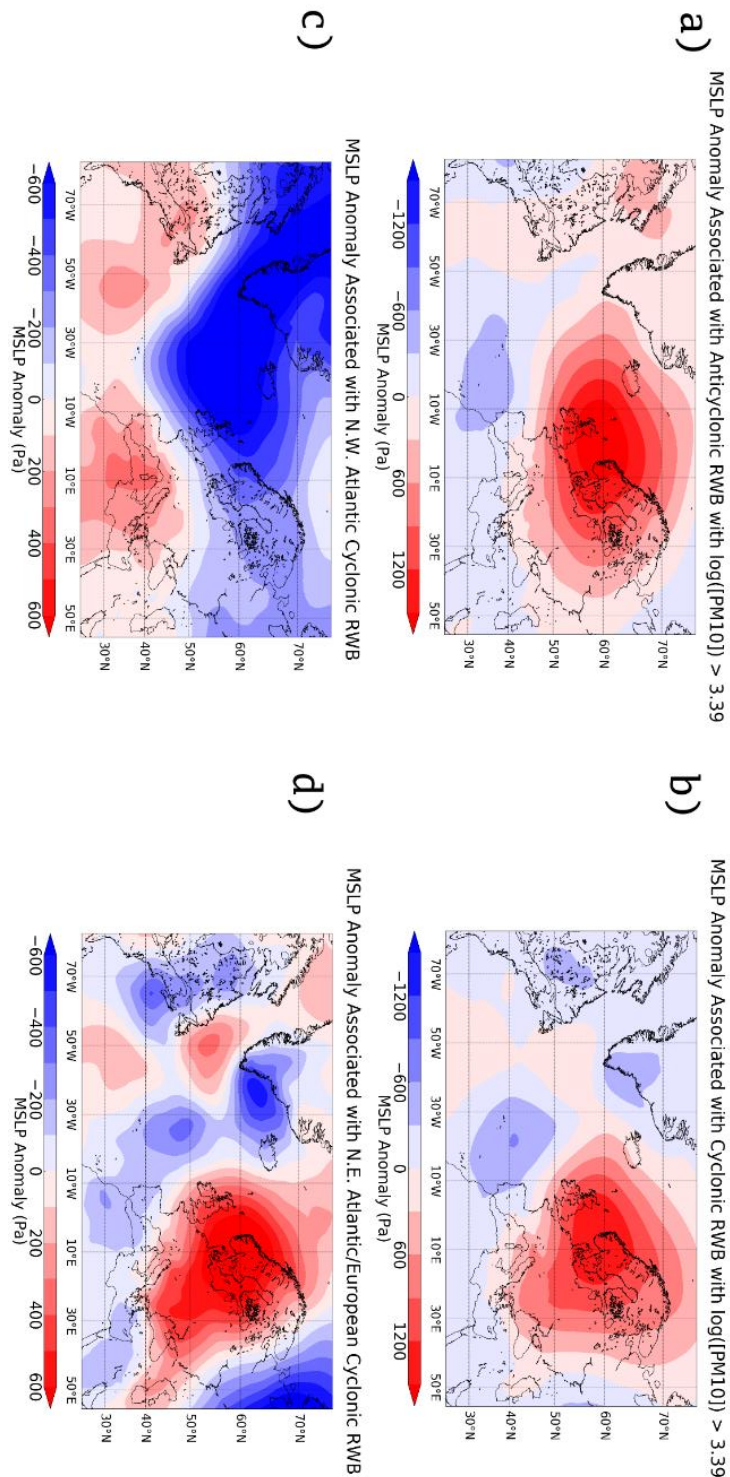 a)
MSLP Anomaly Associated with Anticyclonic RWB with log([PM10]) > 3.39
70°N
60°N
50°N
40°N
30°N
70°W 50°W 30°W 10°W 10°E 30°E 50°E
−1200 −600 0 600 1200
MSLP Anomaly (Pa)
b)
MSLP Anomaly Associated with Cyclonic RWB with log([PM10]) > 3.39
70°N
60°N
50°N
40°N
30°N
70°W 50°W 30°W 10°W 10°E 30°E 50°E
−1200 −600 0 600 1200
MSLP Anomaly (Pa)
c)
MSLP Anomaly Associated with N.W. Atlantic Cyclonic RWB
70°N
60°N
50°N
40°N
30°N
70°W 50°W 30°W 10°W 10°E 30°E 50°E
−600 −400 −200 0 200 400 600
MSLP Anomaly (Pa)
d)
MSLP Anomaly Associated with N.E. Atlantic/European Cyclonic RWB
70°N
60°N
50°N
40°N
30°N
70°W 50°W 30°W 10°W 10°E 30°E 50°E
−600 −400 −200 0 200 400 600
MSLP Anomaly (Pa)